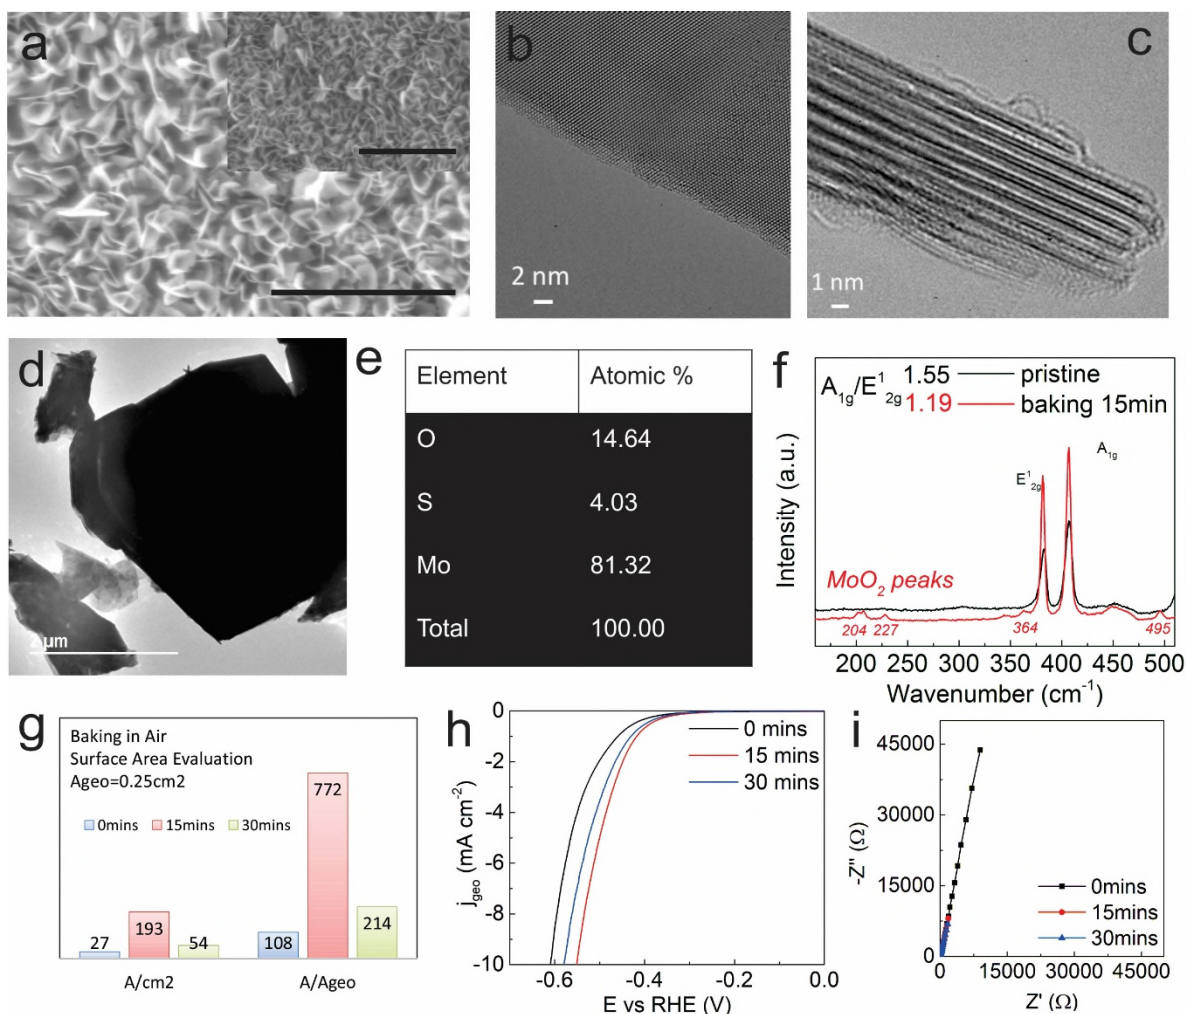 a
b
2 nm
c
1 nm
d
µm
e
Element Atomic %
O 14.64
S 4.03
Mo 81.32
Total 100.00
f
A1g/E¹2g 1.55 pristine
1.19 baking 15min
A1g
E¹2g
MoO2 peaks
204 227 364 495
200 250 300 350 400 450 500
Wavenumber (cm-1)
Intensity (a.u.)
g
Baking in Air
Surface Area Evaluation
Ageo=0.25cm2
0mins 15mins 30mins
27 193 54 108 772 214
A/cm2 A/Ageo
h
0 mins
15 mins
30 mins
0
-2
-4
-6
-8
-10
-0.6 -0.4 -0.2 0.0
E vs RHE (V)
jgeo (mA cm-2)
i
45000
30000
15000
0
0mins
15mins
30mins
0 15000 30000 45000
Z' (Ω)
-Z'' (Ω)